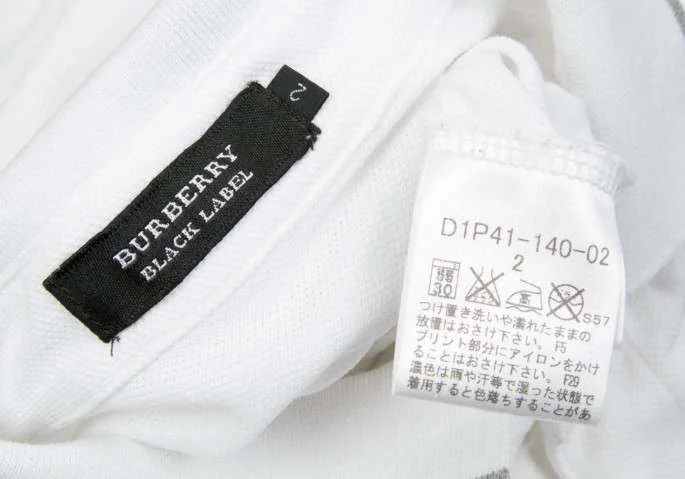 2
BURBERRY
BLACK LABEL
D1P41-140-02
2
弱
30
中
S57
つけ置き洗いや濡れたままの
放置はおさけ下さい。F5
プリント部分にアイロンをかけ
ることはおさけ下さい。F29
濃色は雨や汗等で湿った状態で
着用すると色落ちすることがあ